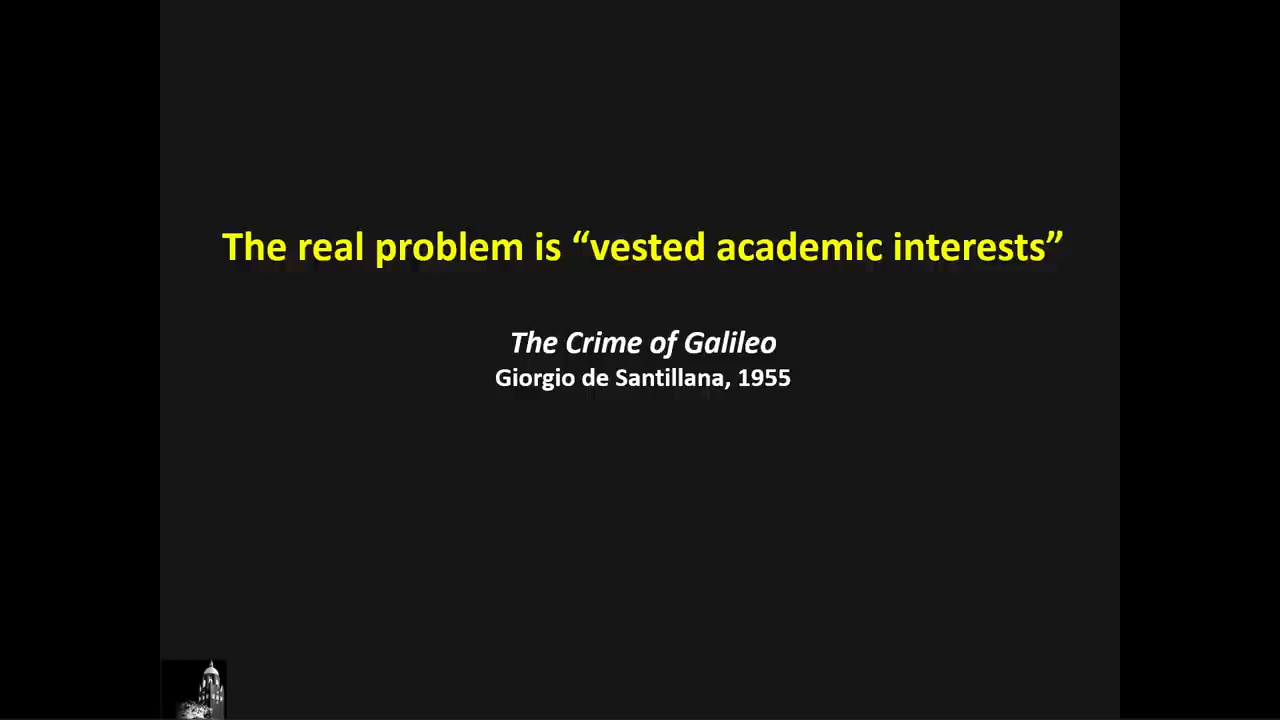 The real problem is “vested academic interests”
The Crime of Galileo
Giorgio de Santillana, 1955